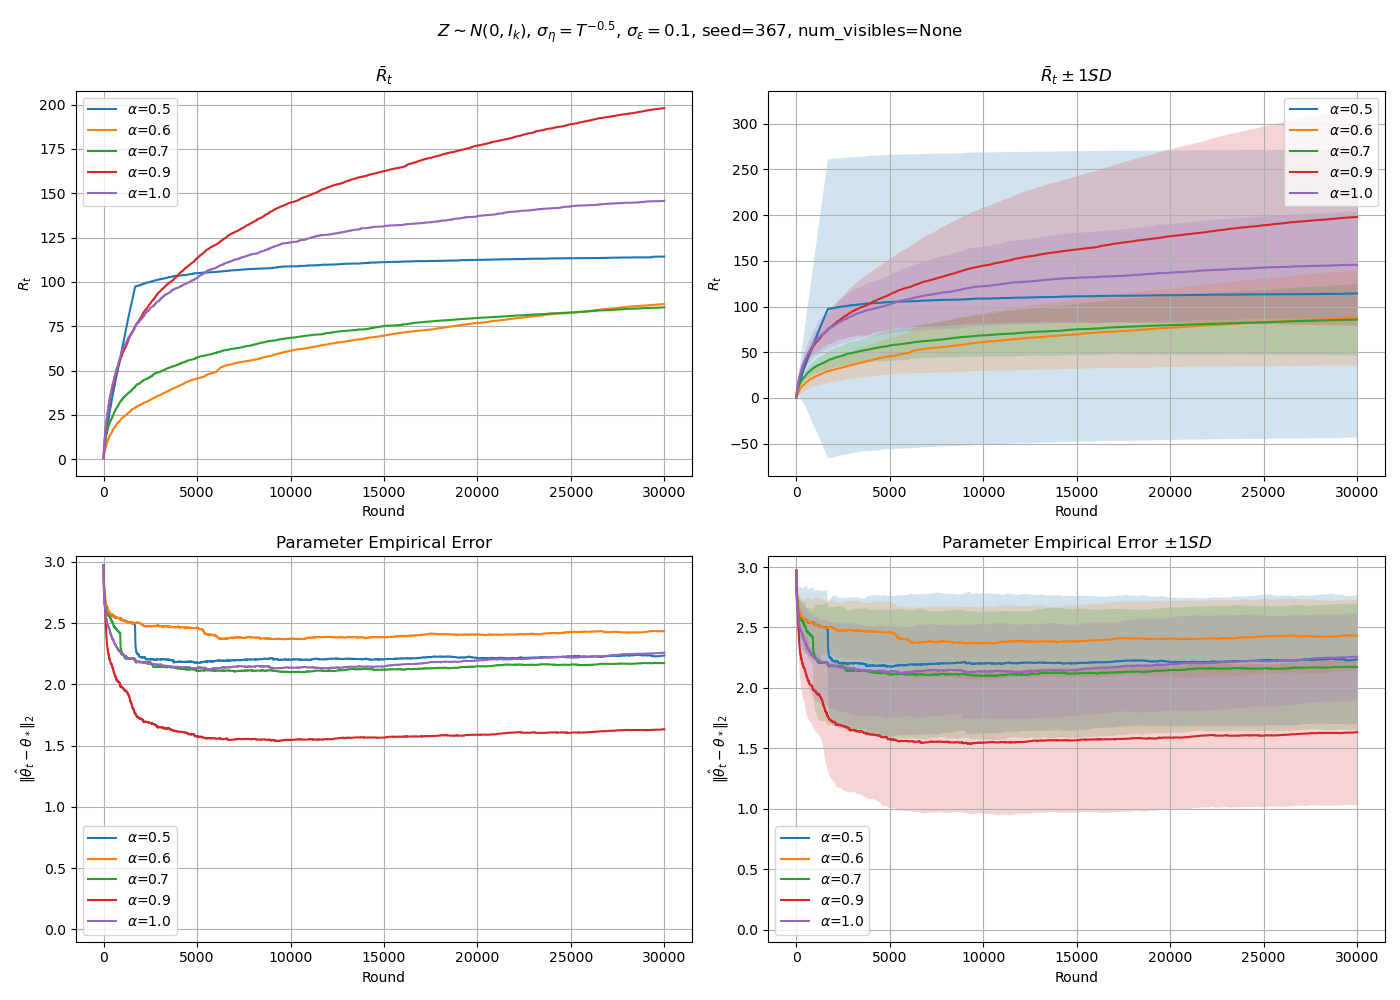 Z ∼ N(0, I_k), σ_η = T^{−0.5}, σ_ε = 0.1, seed=367, num_visibles=None
R̄_t
R_t
200
175
150
125
100
75
50
25
0
α=0.5
α=0.6
α=0.7
α=0.9
α=1.0
0 5000 10000 15000 20000 25000 30000
Round
R̄_t ± 1SD
R_t
300
250
200
150
100
50
0
−50
α=0.5
α=0.6
α=0.7
α=0.9
α=1.0
0 5000 10000 15000 20000 25000 30000
Round
Parameter Empirical Error
‖θ̂_t − θ_*‖_2
3.0
2.5
2.0
1.5
1.0
0.5
0.0
α=0.5
α=0.6
α=0.7
α=0.9
α=1.0
0 5000 10000 15000 20000 25000 30000
Round
Parameter Empirical Error ±1SD
‖θ̂_t − θ_*‖_2
3.0
2.5
2.0
1.5
1.0
0.5
0.0
α=0.5
α=0.6
α=0.7
α=0.9
α=1.0
0 5000 10000 15000 20000 25000 30000
Round